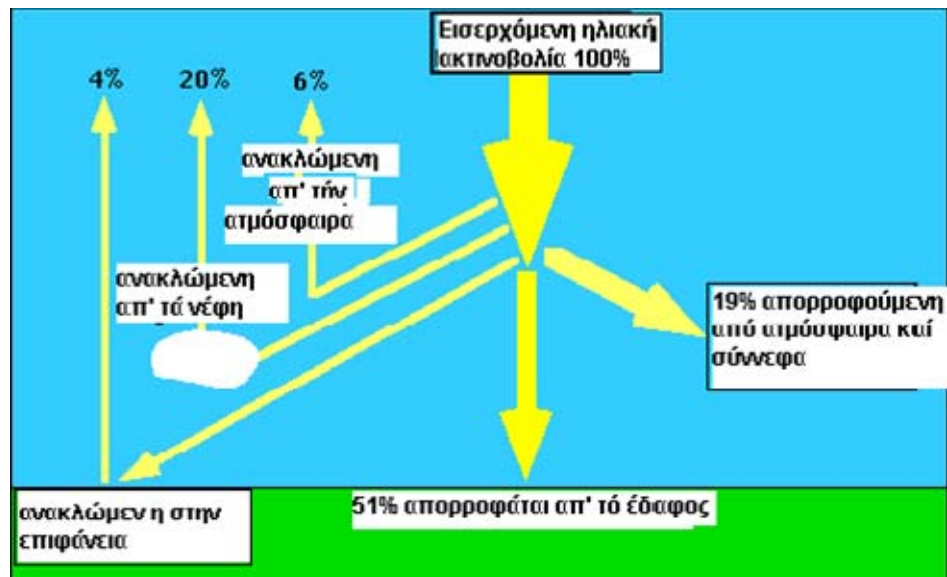 Εισερχόμενη ηλιακή
ακτινοβολία 100%
4% 20% 6%
ανακλώμενη
απ' τήν
ατμόσφαιρα
ανακλώμενη
απ' τά νέφη
19% απορροφούμενη
από ατμόσφαιρα καί
σύννεφα
51% απορροφάται απ' τό έδαφος
ανακλώμεν η στην
επιφάνεια